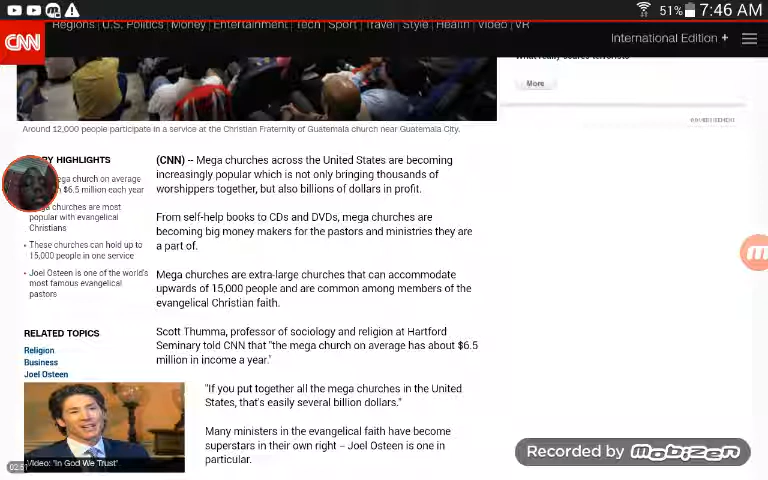 51% 7:46 AM
CNN
Regions U.S. Politics Money Entertainment Tech Sport Travel Style Health Video VR
International Edition +
More
ADVERTISEMENT
Around 12,000 people participate in a service at the Christian Fraternity of Guatemala church near Guatemala City.
HIGHLIGHTS
church on average
$6.5 million each year
churches are most
popular with evangelical
Christians
These churches can hold up to
15,000 people in one service
Joel Osteen is one of the world's
most famous evangelical
pastors
RELATED TOPICS
Religion
Business
Joel Osteen
Video: "In God We Trust"
(CNN) -- Mega churches across the United States are becoming
increasingly popular which is not only bringing thousands of
worshippers together, but also billions of dollars in profit.
From self-help books to CDs and DVDs, mega churches are
becoming big money makers for the pastors and ministries they are
a part of.
Mega churches are extra-large churches that can accommodate
upwards of 15,000 people and are common among members of the
evangelical Christian faith.
Scott Thumma, professor of sociology and religion at Hartford
Seminary told CNN that "the mega church on average has about $6.5
million in income a year."
"If you put together all the mega churches in the United
States, that's easily several billion dollars."
Many ministers in the evangelical faith have become
superstars in their own right -- Joel Osteen is one in
particular.
Recorded by MOBIZEN